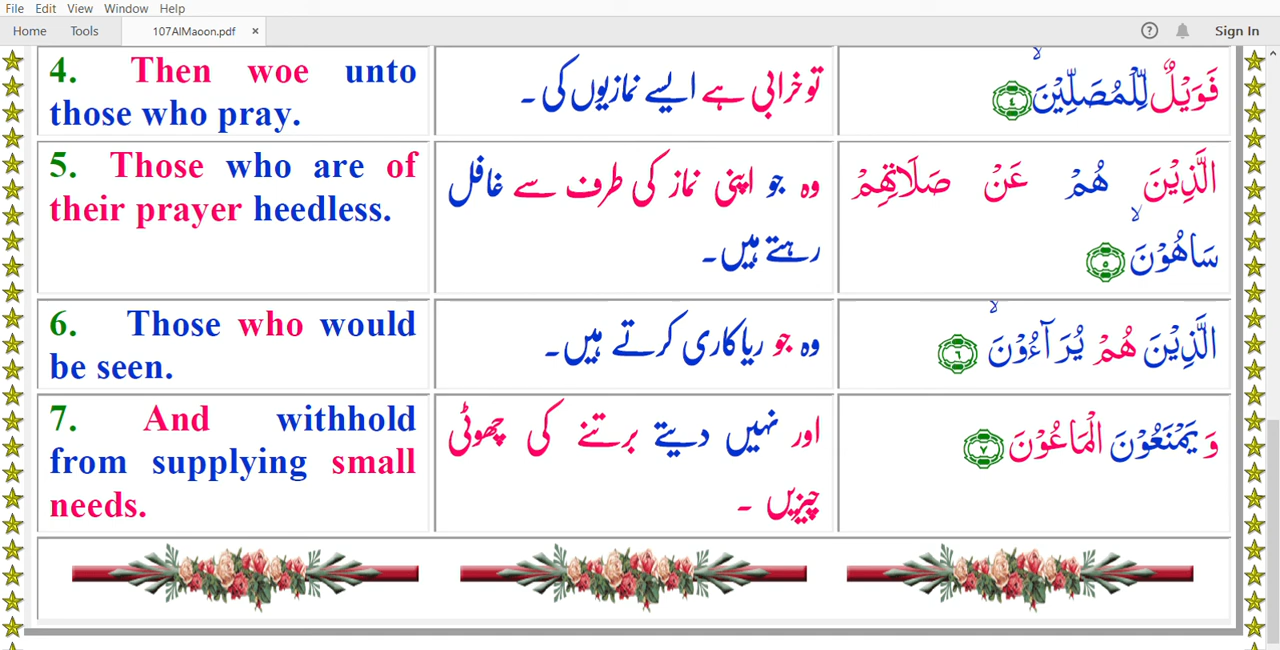 File Edit View Window Help
Home Tools 107AlMaoon.pdf × ? Sign In
4. Then woe unto
those who pray.
تو خرابی ہے ایسے نمازیوں کی ۔
فَوَيْلٌ لِّلْمُصَلِّيْنَ ۙ ﴿٤﴾
5. Those who are of
their prayer heedless.
وہ جو اپنی نماز کی طرف سے غافل
رہتے ہیں۔
الَّذِيْنَ هُمْ عَنْ صَلَاتِهِمْ
سَاهُوْنَ ۙ ﴿٥﴾
6. Those who would
be seen.
وہ جو ریاکاری کرتے ہیں۔
الَّذِيْنَ هُمْ يُرَآءُوْنَ ۙ ﴿٦﴾
7. And withhold
from supplying small
needs.
اور نہیں دیتے برتنے کی چھوٹی
چیزیں ۔
وَيَمْنَعُوْنَ الْمَاعُوْنَ ﴿٧﴾